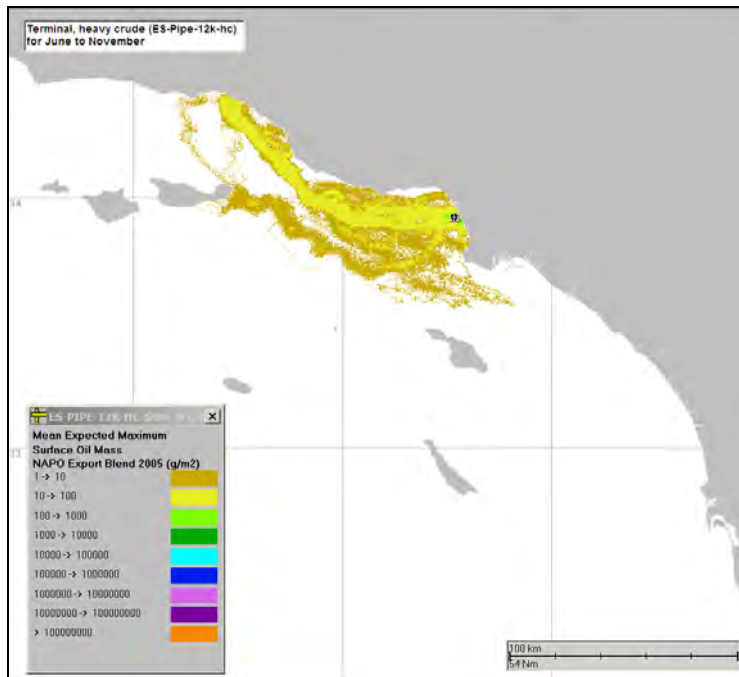 Terminal, heavy crude (ES-Pipe-12k-hc)
for June to November
34
33
Mean Expected Maximum
Surface Oil Mass
NAPO Export Blend 2005 (g/m2)
1 -> 10
10 -> 100
100 -> 1000
1000 -> 10000
10000 -> 100000
100000 -> 1000000
1000000 -> 10000000
10000000 -> 100000000
> 100000000
100 km
54 Nm